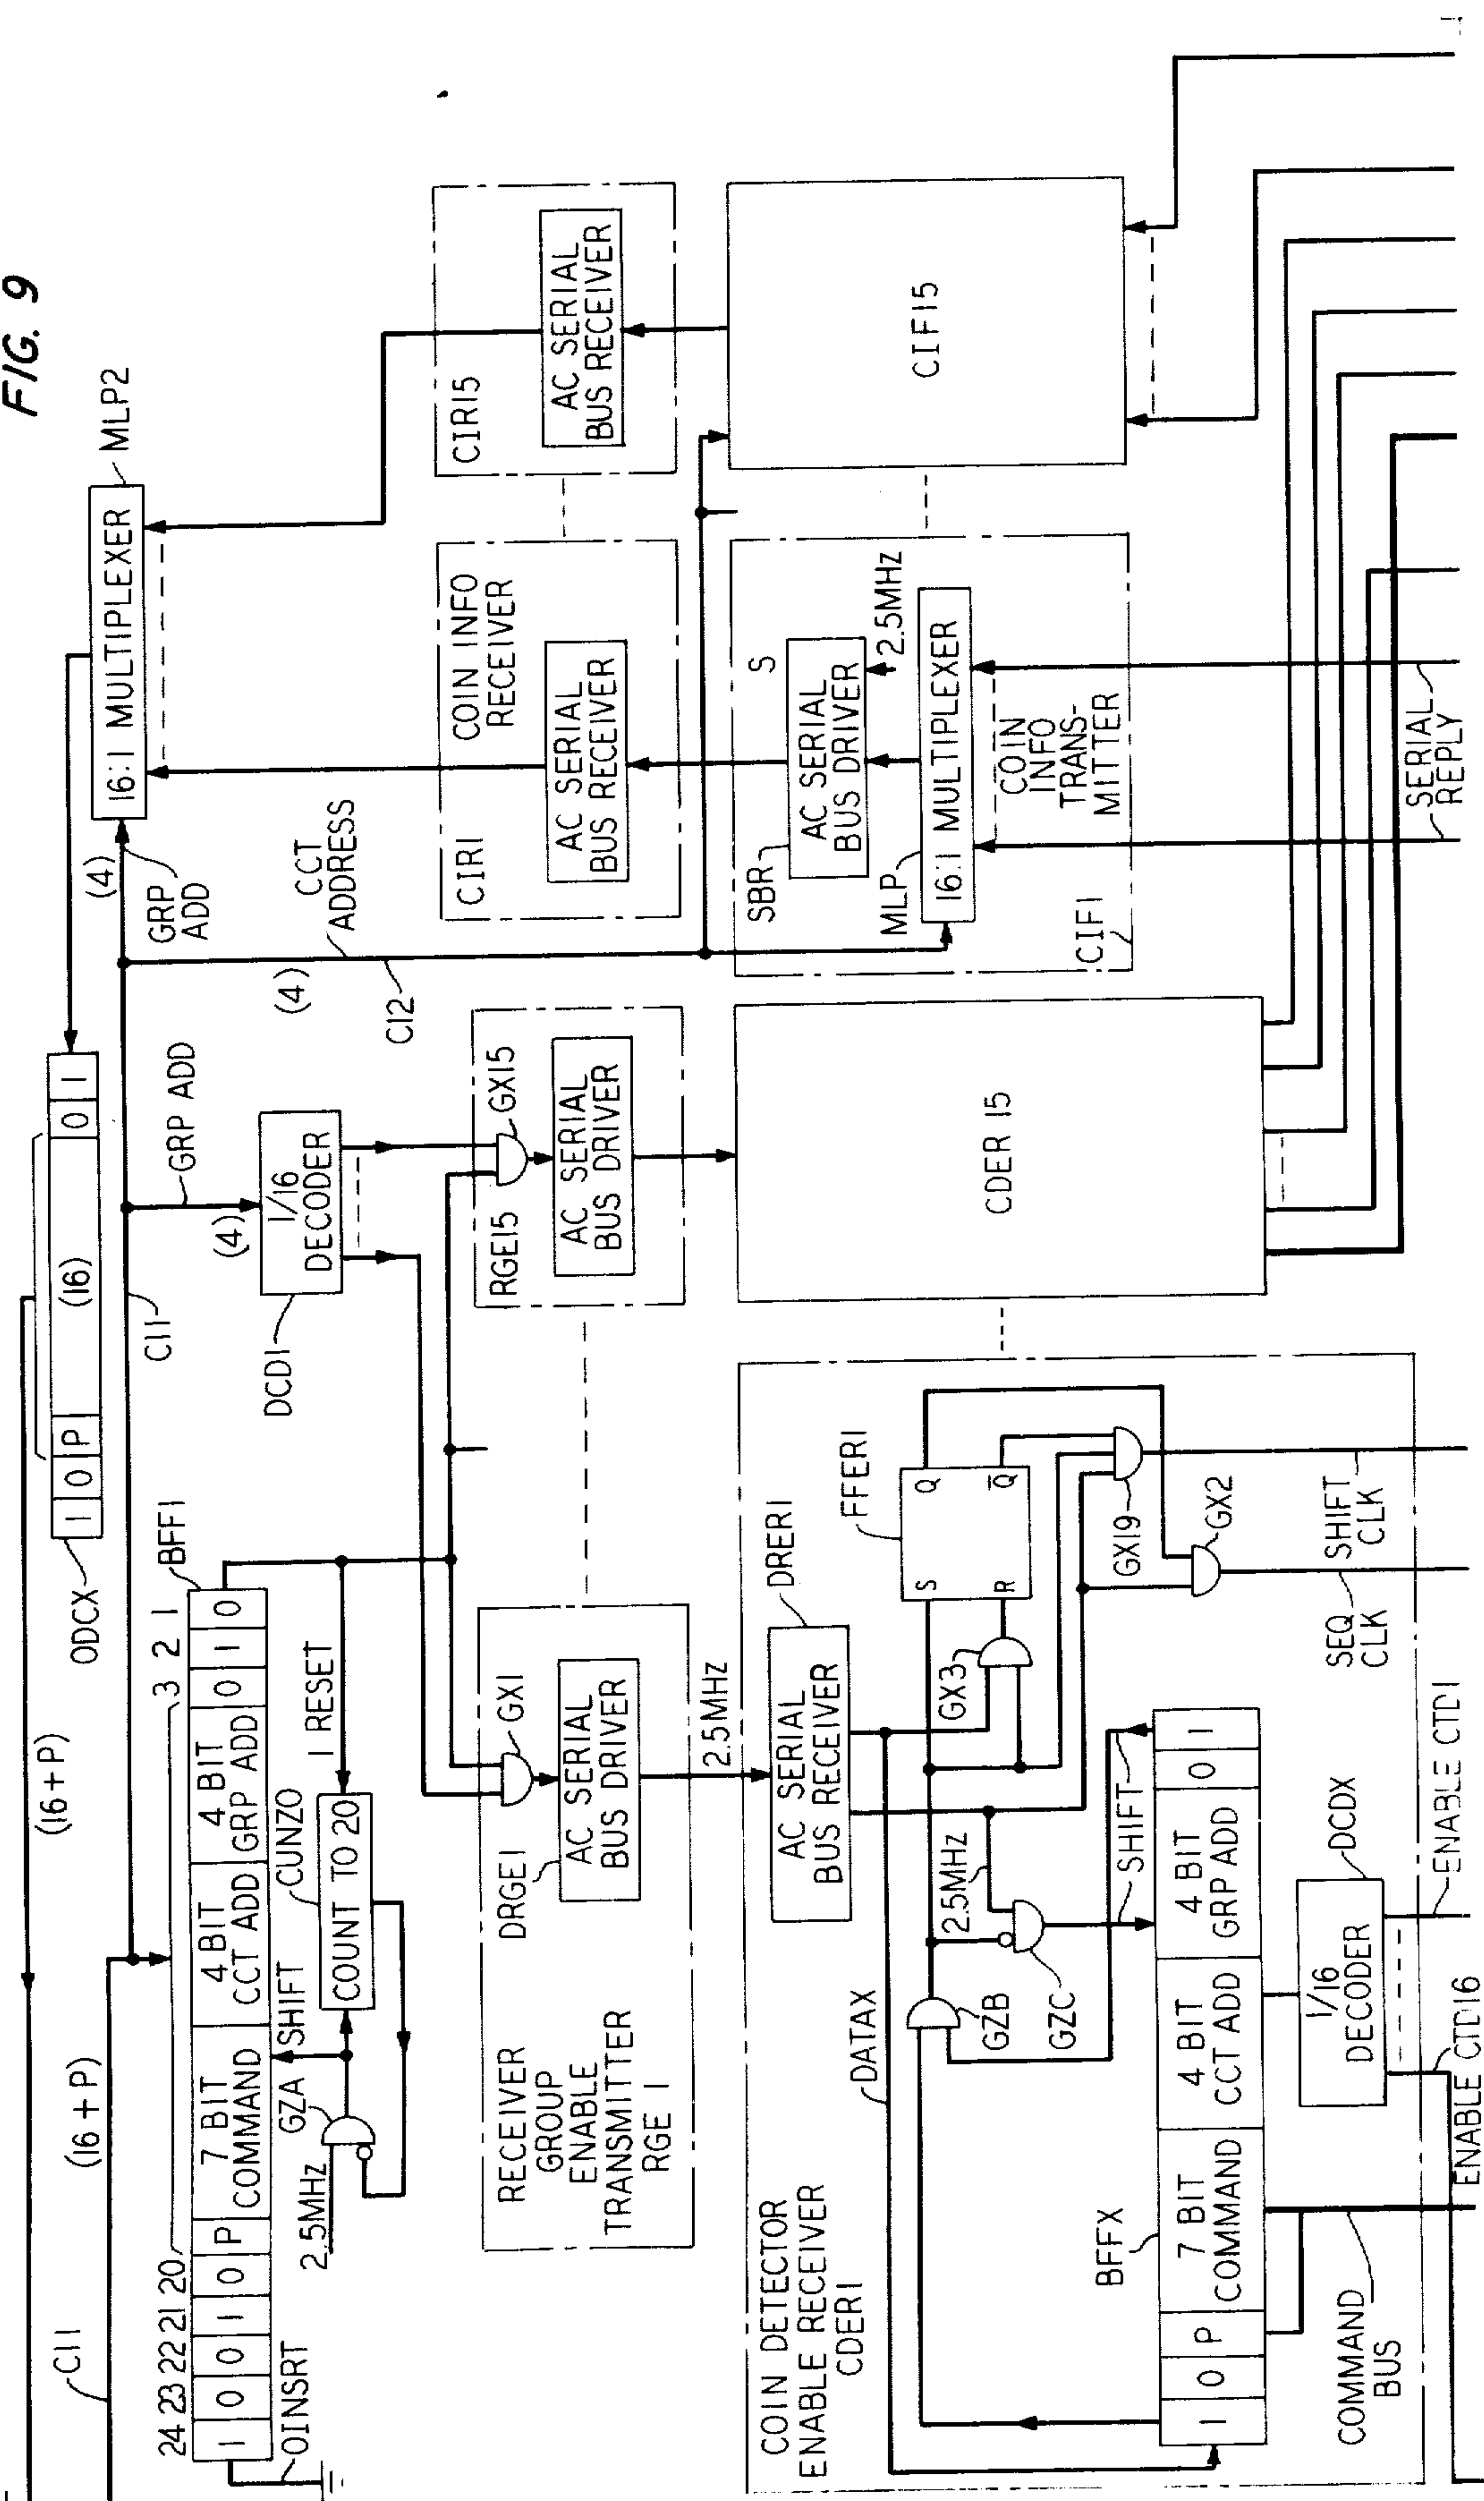 FIG. 9
C11
(16+P)
(16 + P)
24 23 22 21 20 3 2 1
BFF1
1 0 0 1 0 P
7 BIT
COMMAND
4 BIT
CCT ADD
4 BIT
GRP ADD
0 1 0
OINSRT
2.5MHz
GZA
SHIFT
CUNZO
COUNT TO 20
1 RESET
ODCX
1 0 P (16) 0 1
C11
GRP ADD
(4)
1/16
DECODER
DCD1
(4)
GRP
ADD
16:1 MULTIPLEXER
MLP2
(4)
CCT
ADDRESS
C12
RECEIVER
GROUP
ENABLE
TRANSMITTER
RGE 1
DRGE1
GX1
AC SERIAL
BUS DRIVER
2.5MHz
RGE15
GX15
AC SERIAL
BUS DRIVER
CIR1
COIN INFO
RECEIVER
AC SERIAL
BUS RECEIVER
CIR15
AC SERIAL
BUS RECEIVER
COIN DETECTOR
ENABLE RECEIVER
CDER1
DATAX
AC SERIAL
BUS RECEIVER
DRER1
FFER1
S
R
Q
Q̅
GX3
GX19
GX2
GZB
GZC
2.5MHz
SHIFT
BFFX
1 0 P
7 BIT
COMMAND
4 BIT
CCT ADD
4 BIT
GRP ADD
0 1
1/16
DECODER
DCDX
COMMAND
BUS
ENABLE CTD16
ENABLE CTD1
SEQ
CLK
SHIFT
CLK
CDER 15
SBR
AC SERIAL
BUS DRIVER
S
2.5MHz
MLP
16:1 MULTIPLEXER
COIN
INFO
TRANS-
MITTER
CIF1
SERIAL
REPLY
CIF15